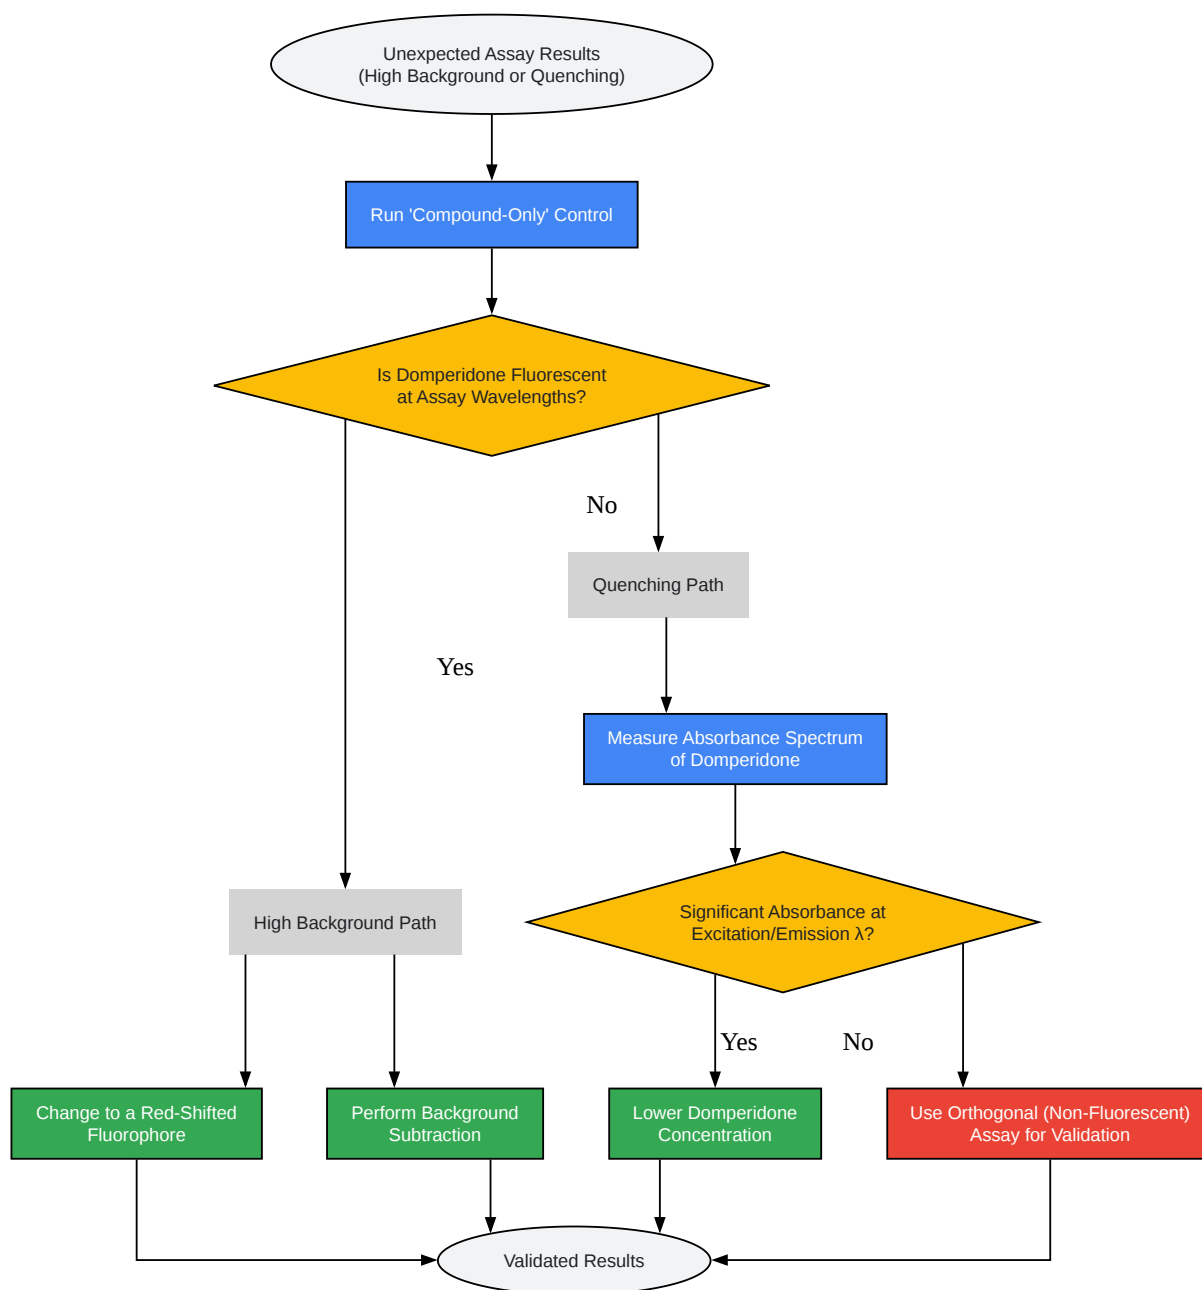 Unexpected Assay Results
(High Background or Quenching)
Run 'Compound-Only' Control
Is Domperidone Fluorescent
at Assay Wavelengths?
No
Quenching Path
Yes
Measure Absorbance Spectrum
of Domperidone
High Background Path
Significant Absorbance at
Excitation/Emission λ?
Yes
No
Change to a Red-Shifted
Fluorophore
Perform Background
Subtraction
Lower Domperidone
Concentration
Use Orthogonal (Non-Fluorescent)
Assay for Validation
Validated Results